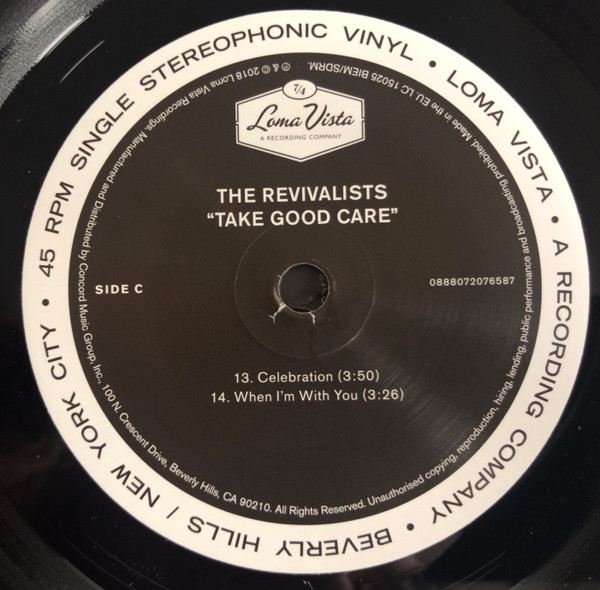 45 RPM SINGLE STEREOPHONIC VINYL • LOMA VISTA • A RECORDING COMPANY • BEVERLY HILLS / NEW YORK CITY •
℗ & © 2018 Loma Vista Recordings. Manufactured and Distributed by Concord Music Group, Inc., 100 N. Crescent Drive, Beverly Hills, CA 90210. All Rights Reserved. Unauthorised copying, reproduction, hiring, lending, public performance and broadcasting prohibited. Made in the EU. LC 15025 BIEM/SDRM.
7/4
Loma Vista
A RECORDING COMPANY
THE REVIVALISTS
“TAKE GOOD CARE”
SIDE C
0888072076587
13. Celebration (3:50)
14. When I'm With You (3:26)